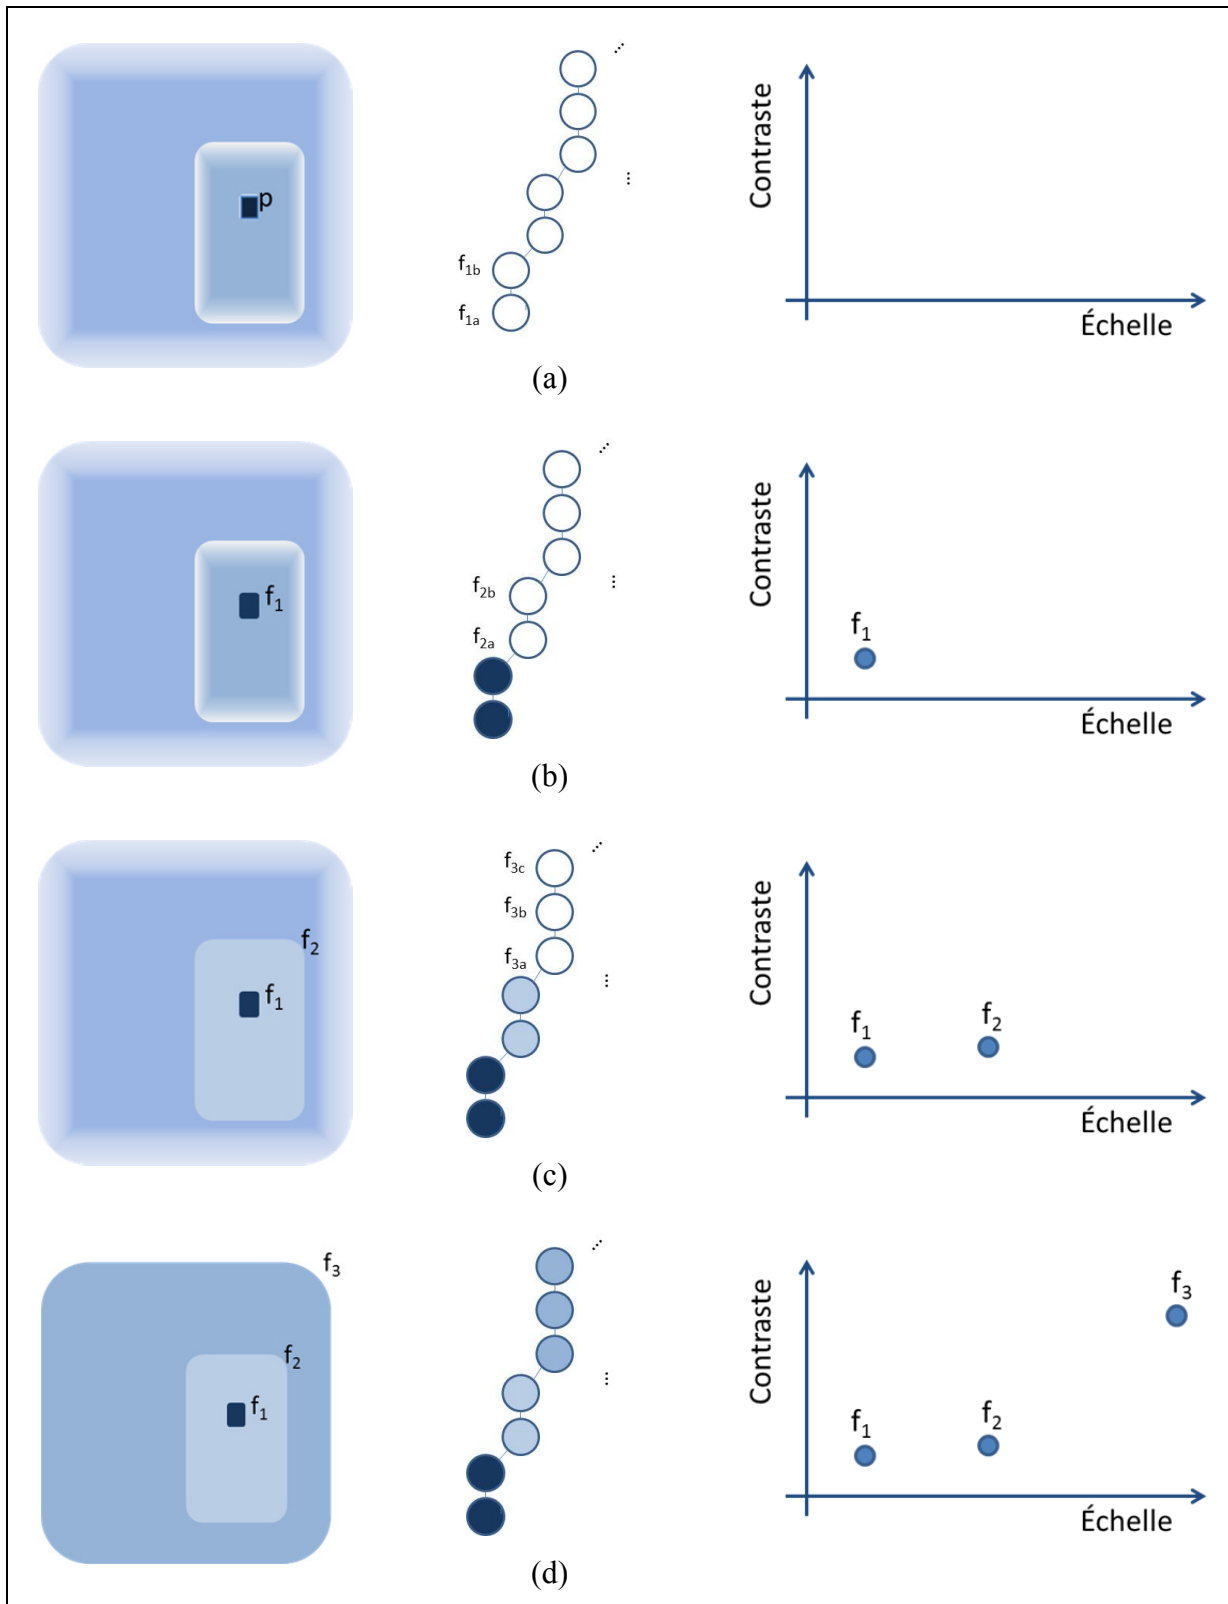 p
f1b
f1a
Contraste
Échelle
(a)
f1
f2b
f2a
Contraste
f1
Échelle
(b)
f2
f1
f3c
f3b
f3a
Contraste
f1
f2
Échelle
(c)
f3
f2
f1
Contraste
f1
f2
f3
Échelle
(d)